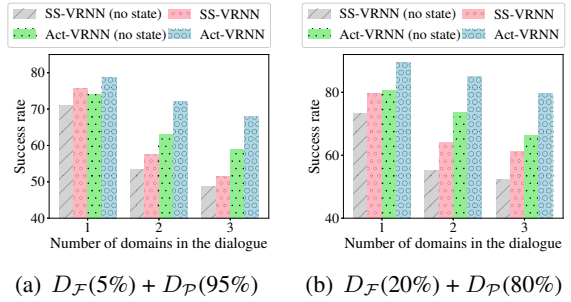 SS-VRNN (no state) SS-VRNN
Act-VRNN (no state) Act-VRNN
80
70
60
50
40
Success rate
1 2 3
Number of domains in the dialogue
(a) D_F(5%) + D_P(95%)
SS-VRNN (no state) SS-VRNN
Act-VRNN (no state) Act-VRNN
80
60
40
Success rate
1 2 3
Number of domains in the dialogue
(b) D_F(20%) + D_P(80%)